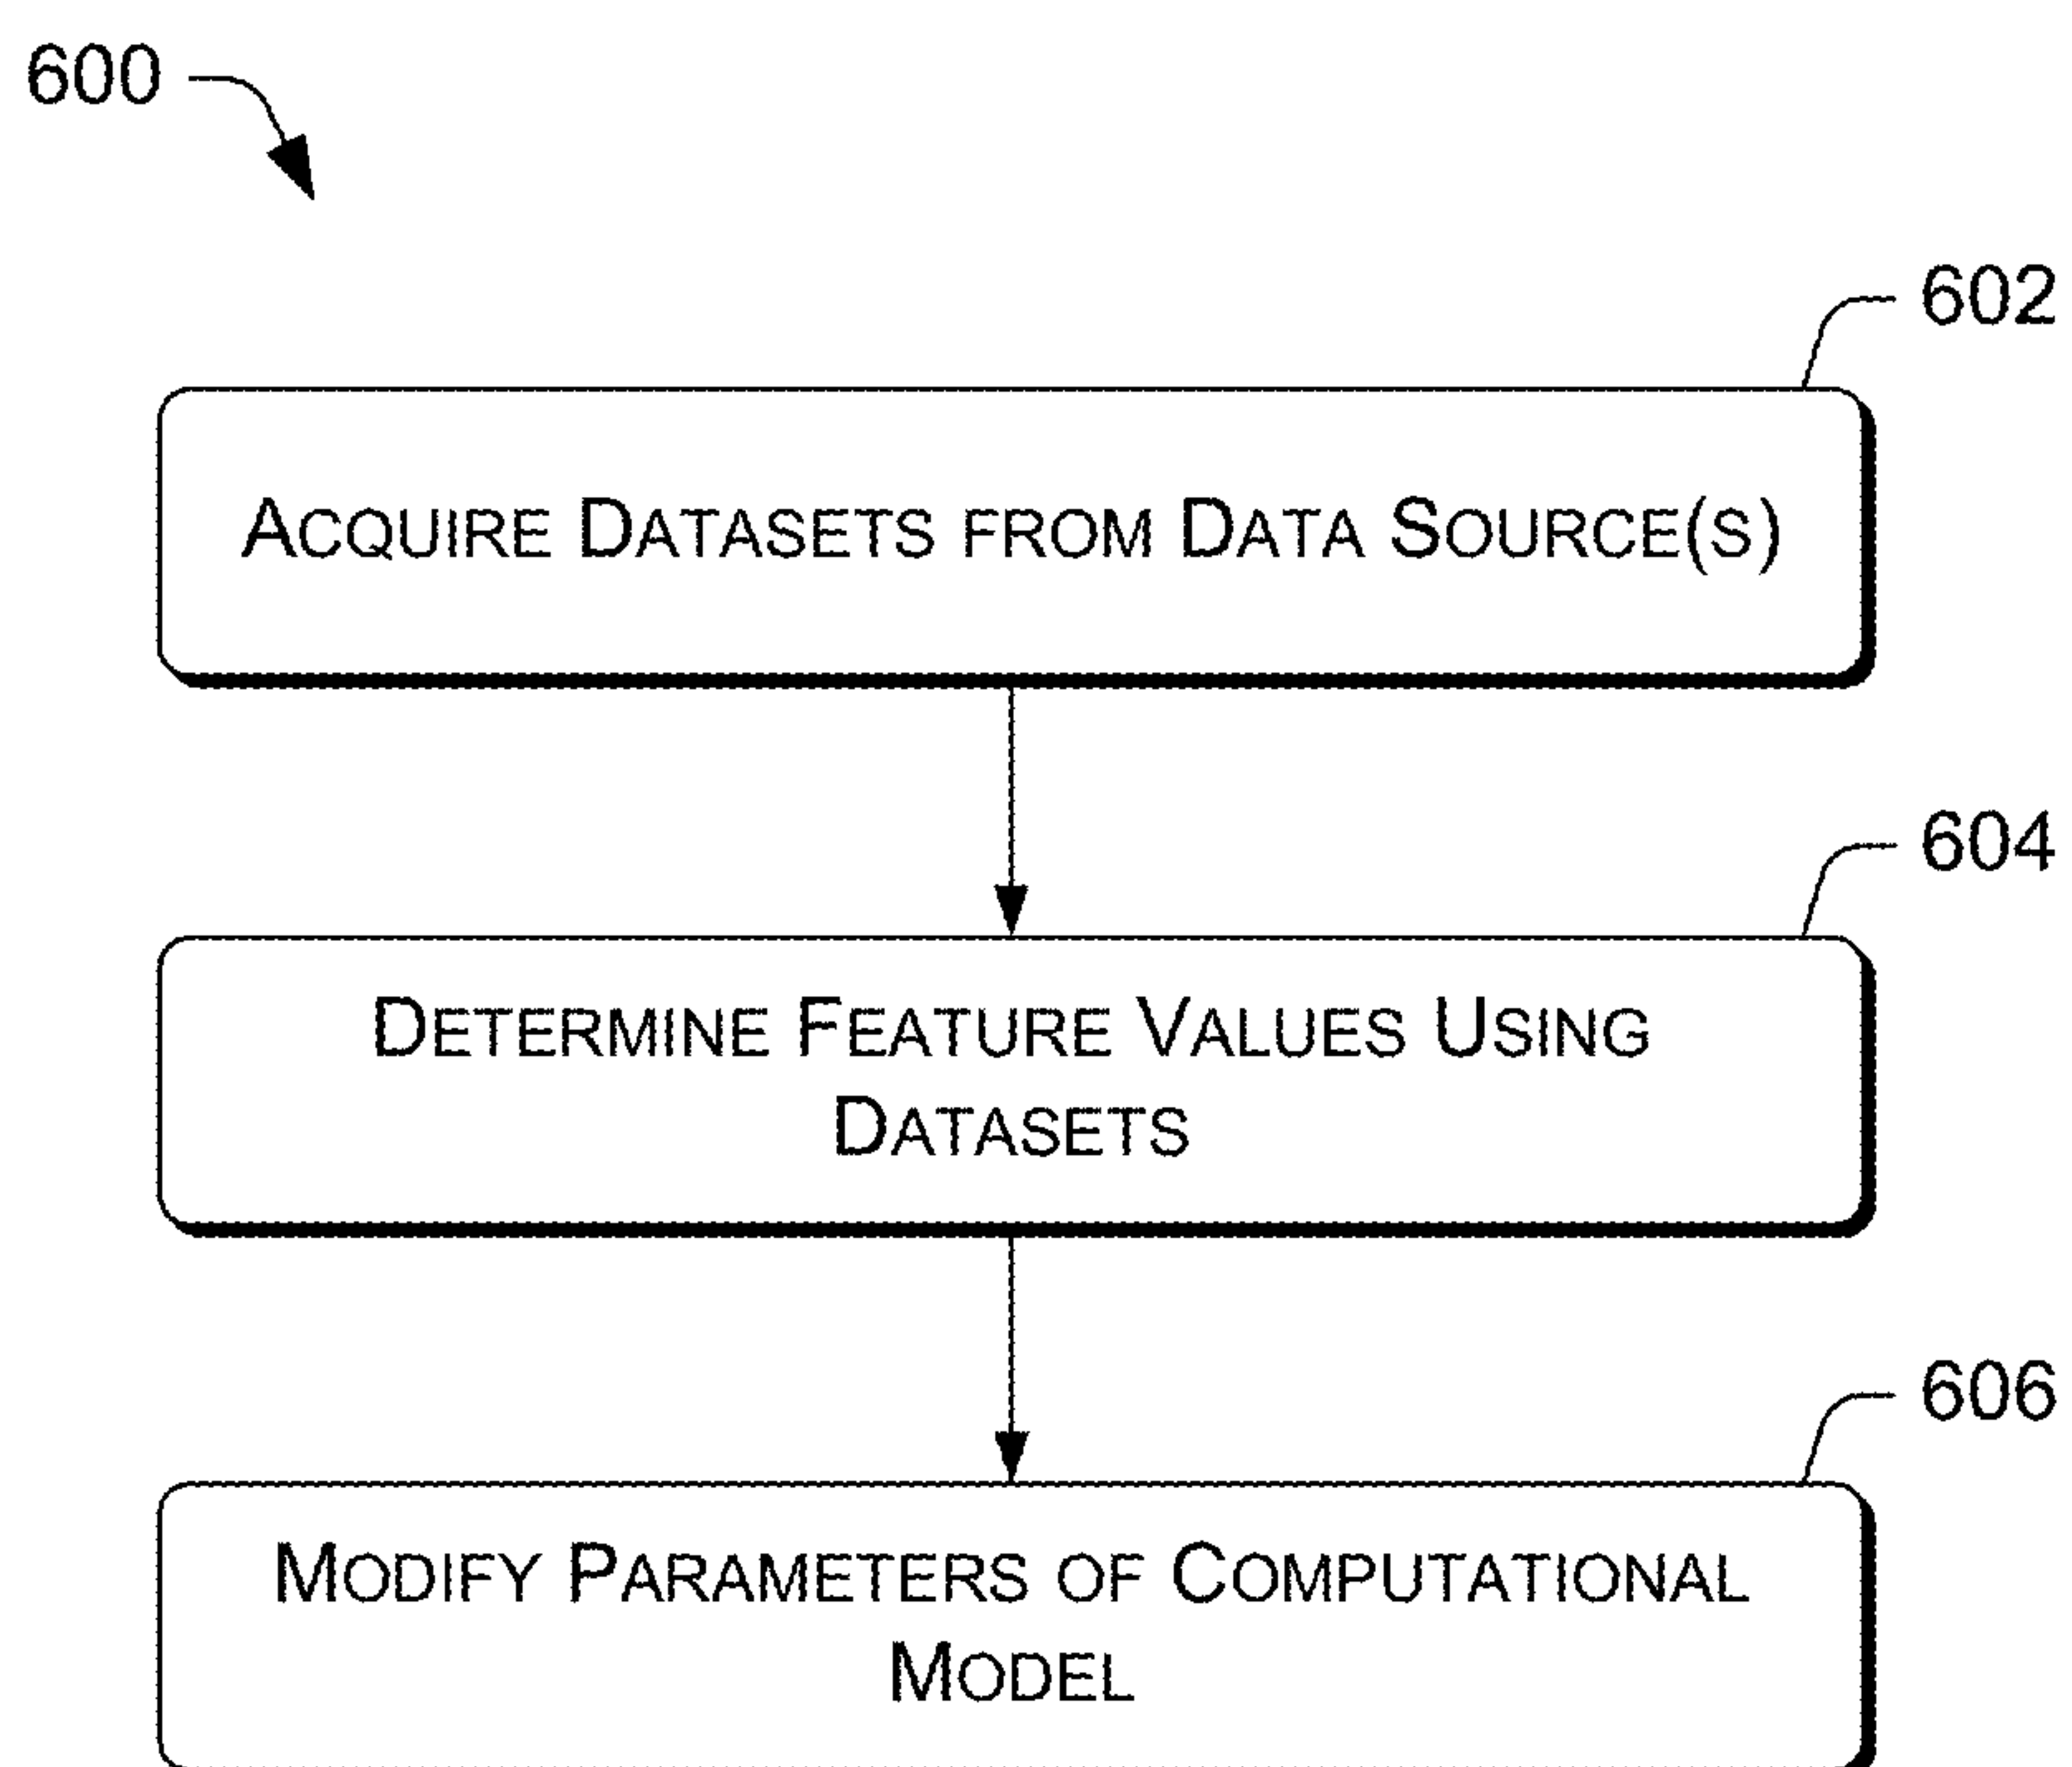 600
602
ACQUIRE DATASETS FROM DATA SOURCE(S)
604
DETERMINE FEATURE VALUES USING
DATASETS
606
MODIFY PARAMETERS OF COMPUTATIONAL
MODEL